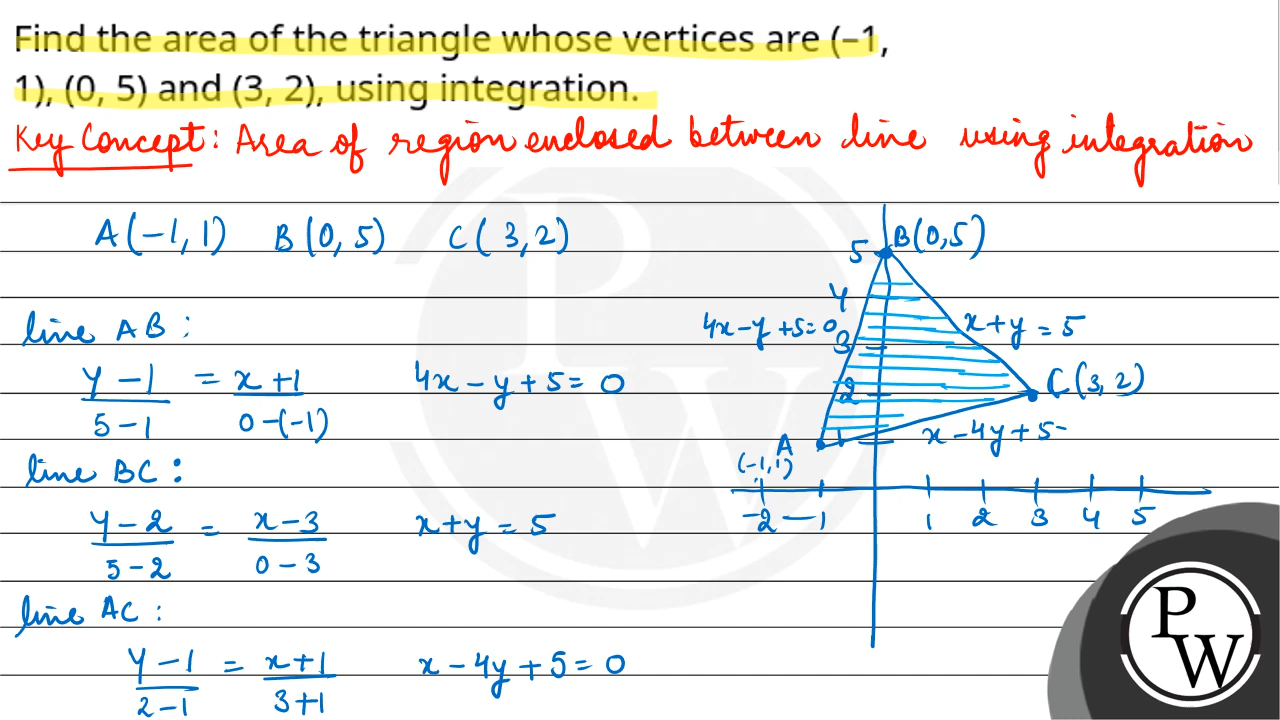 Find the area of the triangle whose vertices are (–1,
1), (0, 5) and (3, 2), using integration.
Key Concept: Area of region enclosed between line using integration
A(-1, 1) B(0, 5) C(3, 2)
line AB:
y-1/5-1 = x+1/0-(-1) 4x-y+5=0
line BC:
y-2/5-2 = x-3/0-3 x+y=5
line AC:
y-1/2-1 = x+1/3+1 x-4y+5=0
5 B(0,5)
4
4x-y+5=0 x+y=5
3
2 C(3,2)
x-4y+5-
A 1
(-1,1)
-2 -1 1 2 3 4 5
PW
PW